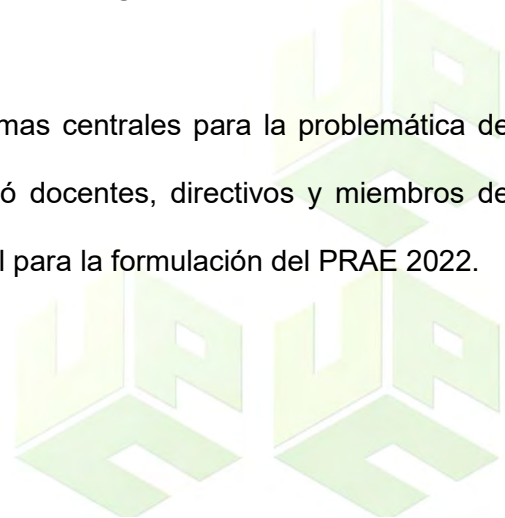 mas centrales para la problemática de
ó docentes, directivos y miembros de
l para la formulación del PRAE 2022.